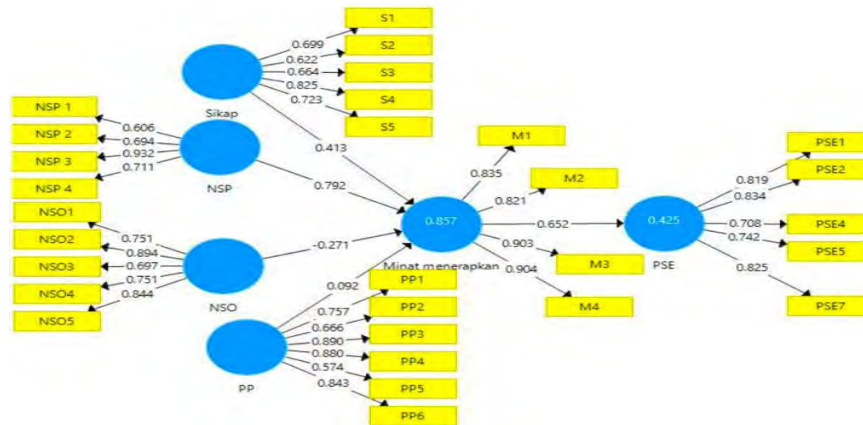 S1
0.699
S2
0.622
S3
0.664
S4
0.825
S5
0.723
Sikap
0.413
NSP 1
0.606
NSP 2
0.694
NSP 3
0.932
NSP 4
0.711
NSP
0.792
NSO1
0.751
NSO2
0.894
NSO3
0.697
NSO4
0.751
NSO5
0.844
NSO
-0.271
PP1
0.757
PP2
0.666
PP3
0.890
PP4
0.880
PP5
0.574
PP6
0.843
PP
0.092
M1
0.835
M2
0.821
M3
0.903
M4
0.904
0.857
Minat menerapkan
0.652
0.425
PSE
PSE1
0.819
PSE2
0.834
PSE4
0.708
PSE5
0.742
PSE7
0.825